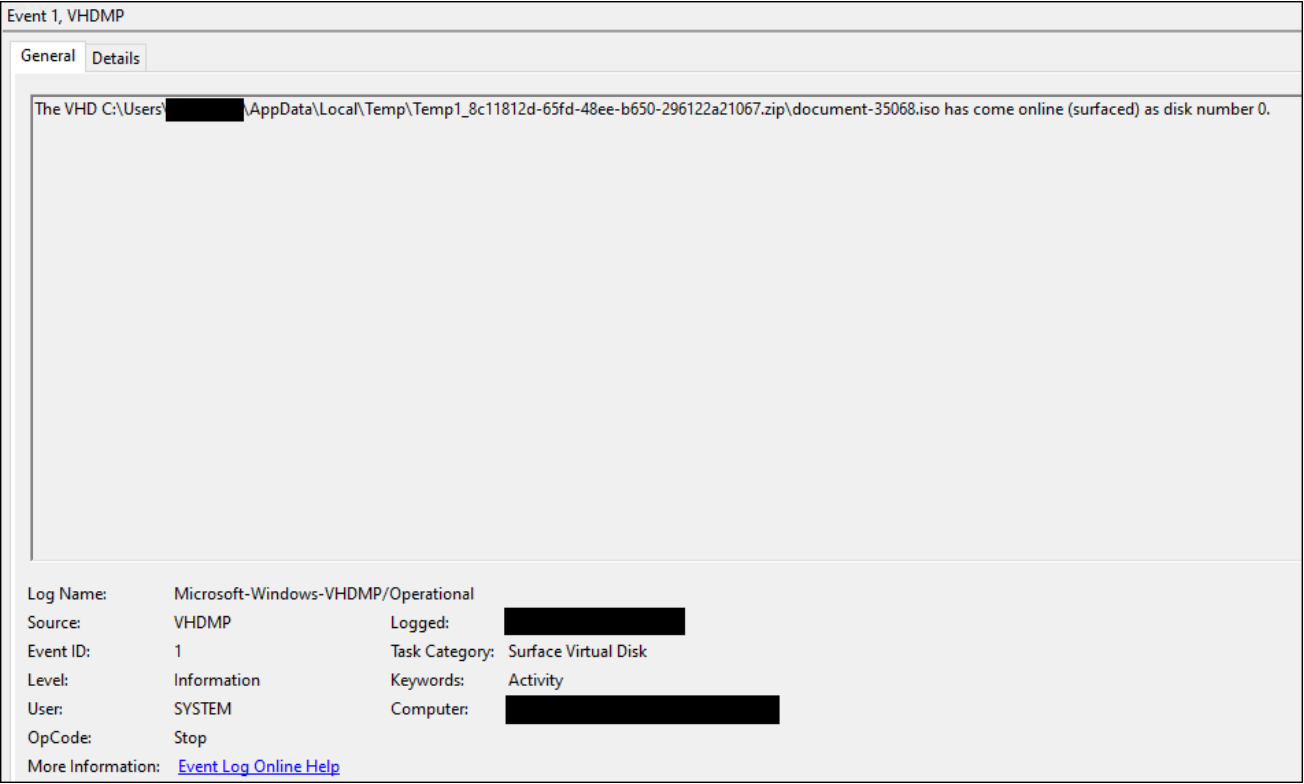 Event 1, VHDMP
General Details
The VHD C:\Users\ \AppData\Local\Temp\Temp1_8c11812d-65fd-48ee-b650-296122a21067.zip\document-35068.iso has come online (surfaced) as disk number 0.
Log Name: Microsoft-Windows-VHDMP/Operational
Source: VHDMP Logged:
Event ID: 1 Task Category: Surface Virtual Disk
Level: Information Keywords: Activity
User: SYSTEM Computer:
OpCode: Stop
More Information: Event Log Online Help